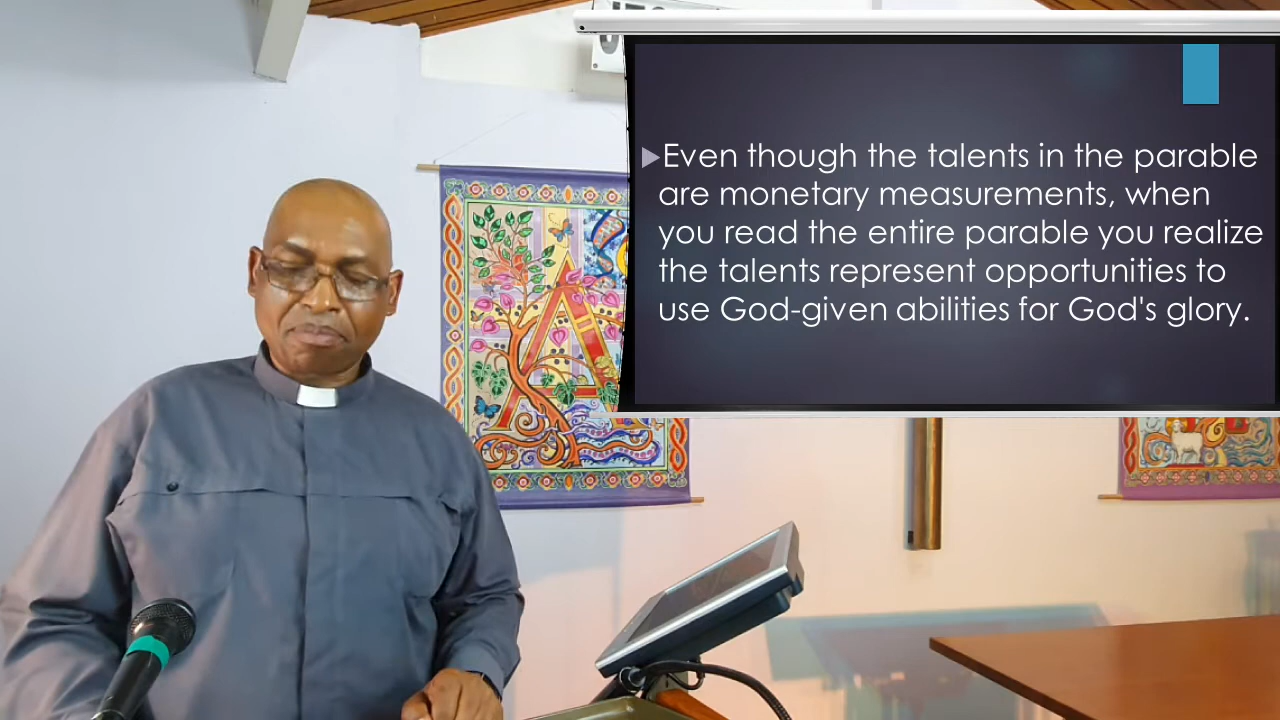 Even though the talents in the parable
are monetary measurements, when
you read the entire parable you realize
the talents represent opportunities to
use God-given abilities for God's glory.